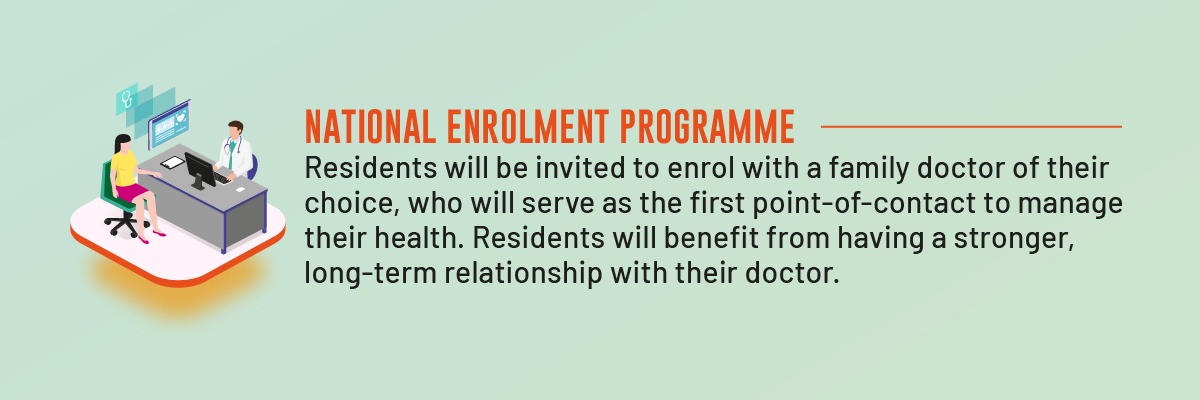 NATIONAL ENROLMENT PROGRAMME
Residents will be invited to enrol with a family doctor of their
choice, who will serve as the first point-of-contact to manage
their health. Residents will benefit from having a stronger,
long-term relationship with their doctor.